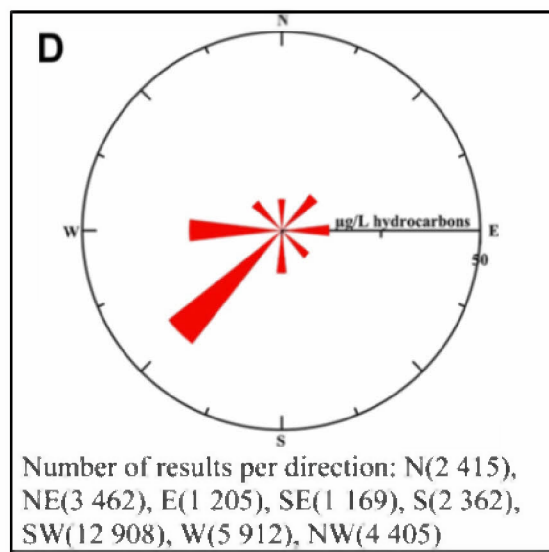 D
N
W
µg/L hydrocarbons
E
50
S
Number of results per direction: N(2 415),
NE(3 462), E(1 205), SE(1 169), S(2 362),
SW(12 908), W(5 912), NW(4 405)